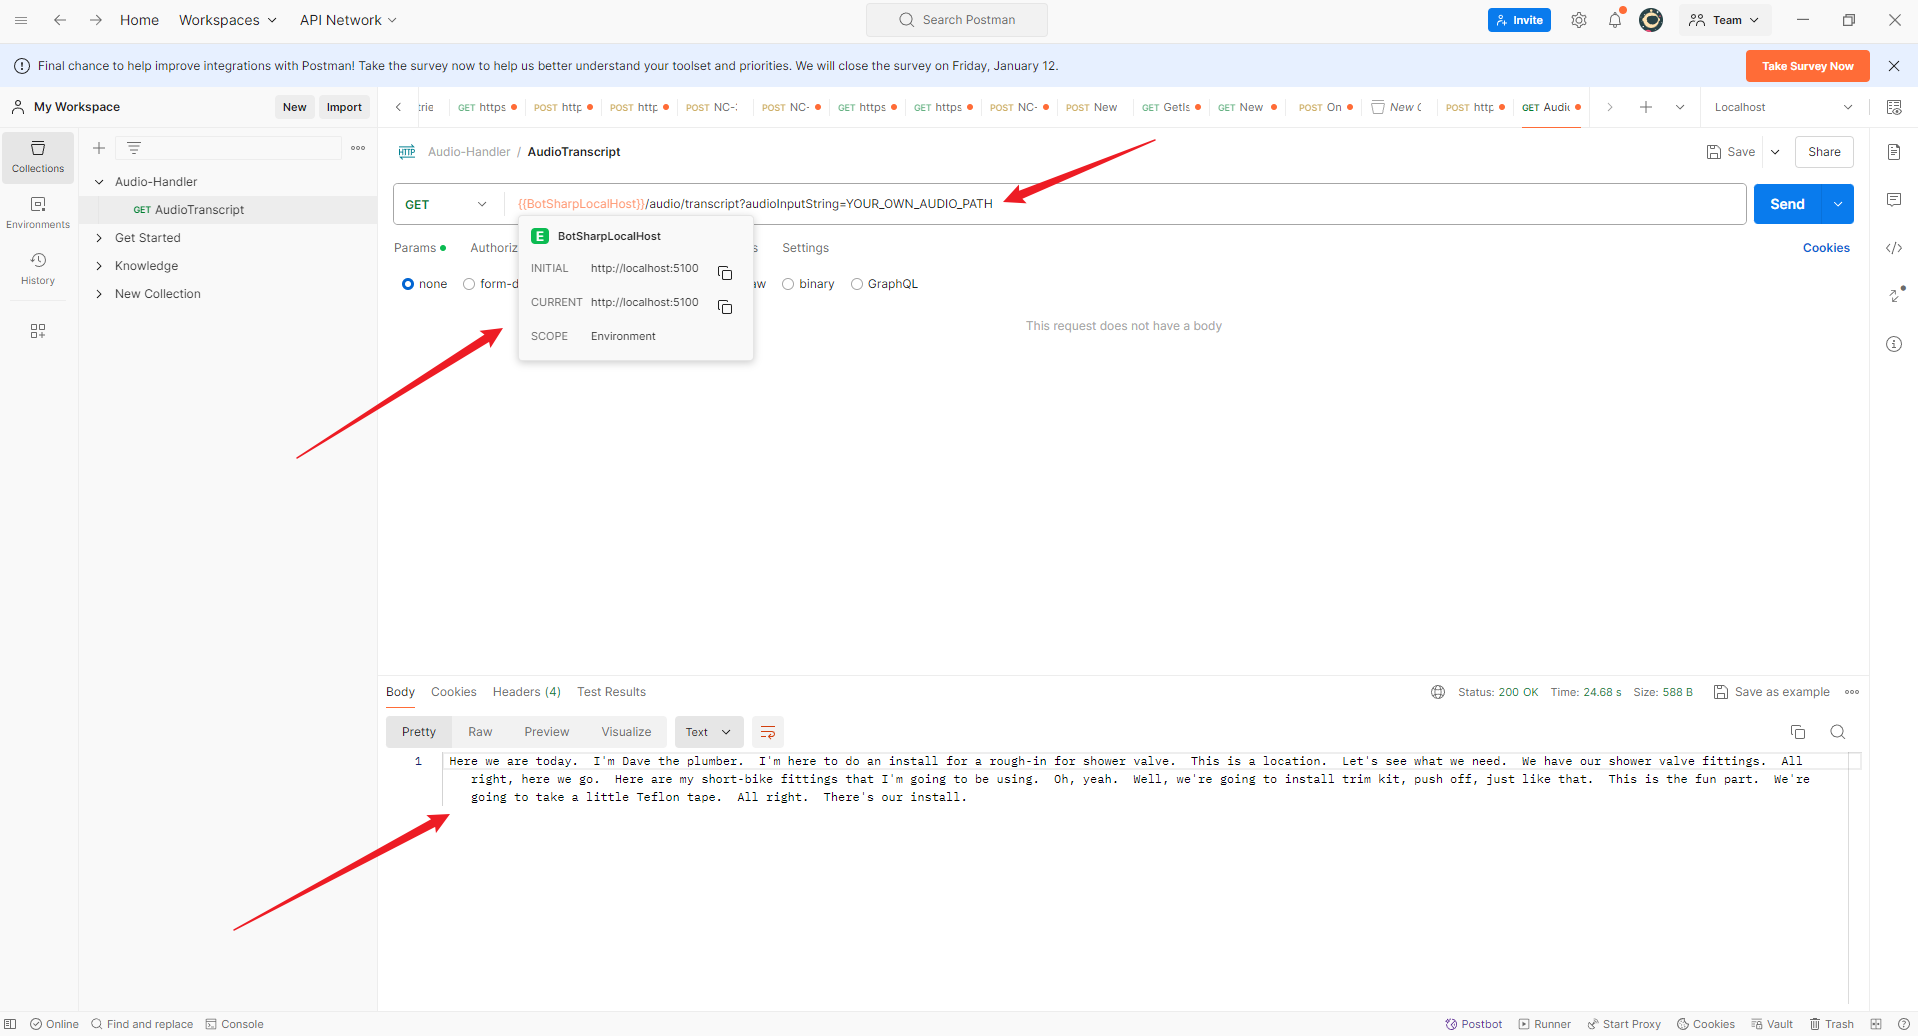 Home Workspaces API Network Search Postman Invite Team
Final chance to help improve integrations with Postman! Take the survey now to help us better understand your toolset and priorities. We will close the survey on Friday, January 12. Take Survey Now
My Workspace New Import
trie GET https POST http POST http POST NC- POST NC- GET https GET https POST NC- POST New GET GetIs GET New POST On New C POST http GET Audio Localhost
Collections
Environments
History
Audio-Handler
GET AudioTranscript
Get Started
Knowledge
New Collection
HTTP Audio-Handler / AudioTranscript Save Share
GET {{BotSharpLocalHost}}/audio/transcript?audioInputString=YOUR_OWN_AUDIO_PATH Send
Params Authoriz s Settings Cookies
none form-d aw binary GraphQL
E BotSharpLocalHost
INITIAL http://localhost:5100
CURRENT http://localhost:5100
SCOPE Environment
This request does not have a body
Body Cookies Headers (4) Test Results Status: 200 OK Time: 24.68 s Size: 588 B Save as example
Pretty Raw Preview Visualize Text
1 Here we are today. I'm Dave the plumber. I'm here to do an install for a rough-in for shower valve. This is a location. Let's see what we need. We have our shower valve fittings. All
right, here we go. Here are my short-bike fittings that I'm going to be using. Oh, yeah. Well, we're going to install trim kit, push off, just like that. This is the fun part. We're
going to take a little Teflon tape. All right. There's our install.
Online Find and replace Console Postbot Runner Start Proxy Cookies Vault Trash